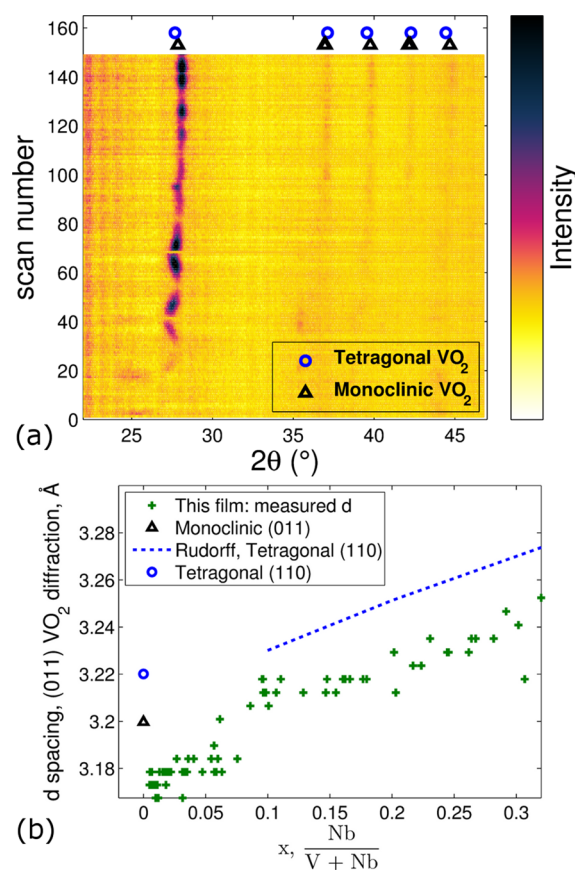 160
140
120
100
80
60
40
20
0
scan number
25 30 35 40 45
2θ (°)
Tetragonal VO₂
Monoclinic VO₂
Intensity
(a)
This film: measured d
Monoclinic (011)
Rudorff, Tetragonal (110)
Tetragonal (110)
3.28
3.26
3.24
3.22
3.2
3.18
d spacing, (011) VO₂ diffraction, Å
0 0.05 0.1 0.15 0.2 0.25 0.3
x, Nb
V + Nb
(b)